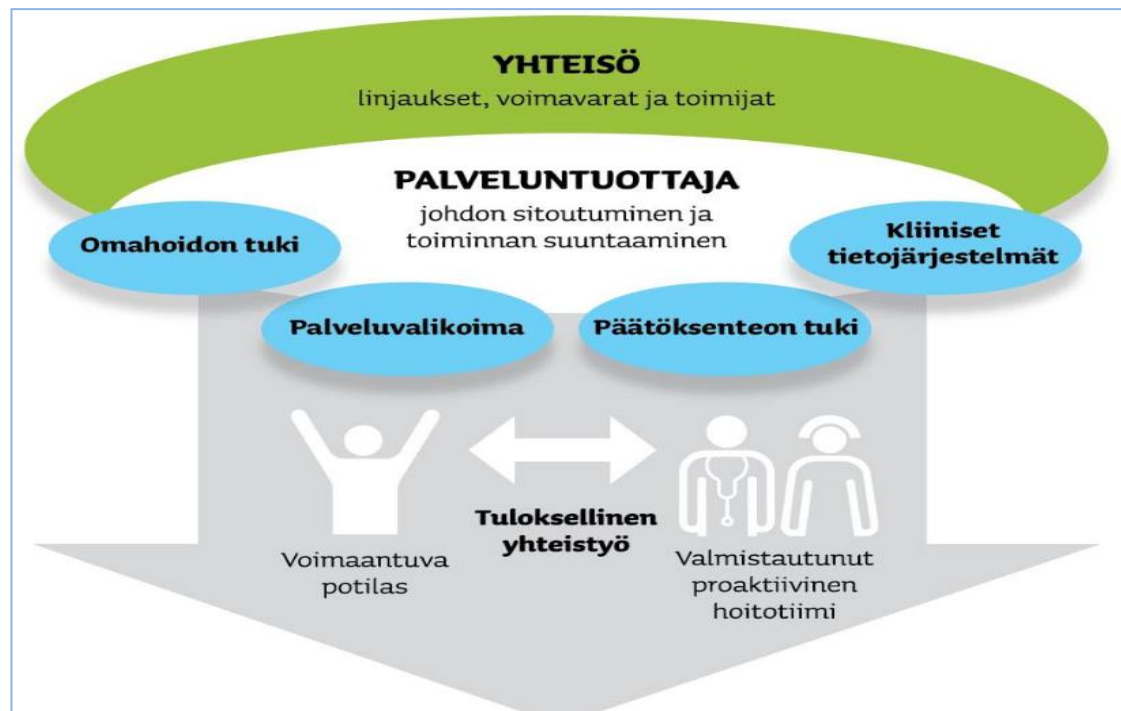 YHTEISÖ
linjaukset, voimavarat ja toimijat
PALVELUNTUOTTAJA
johdon sitoutuminen ja
toiminnan suuntaaminen
Omahoidon tuki
Kliiniset
tietojärjestelmät
Palveluvalikoima
Päätöksenteon tuki
Tuloksellinen
yhteistyö
Voimaantuva
potilas
Valmistautunut
proaktiivinen
hoitotiimi